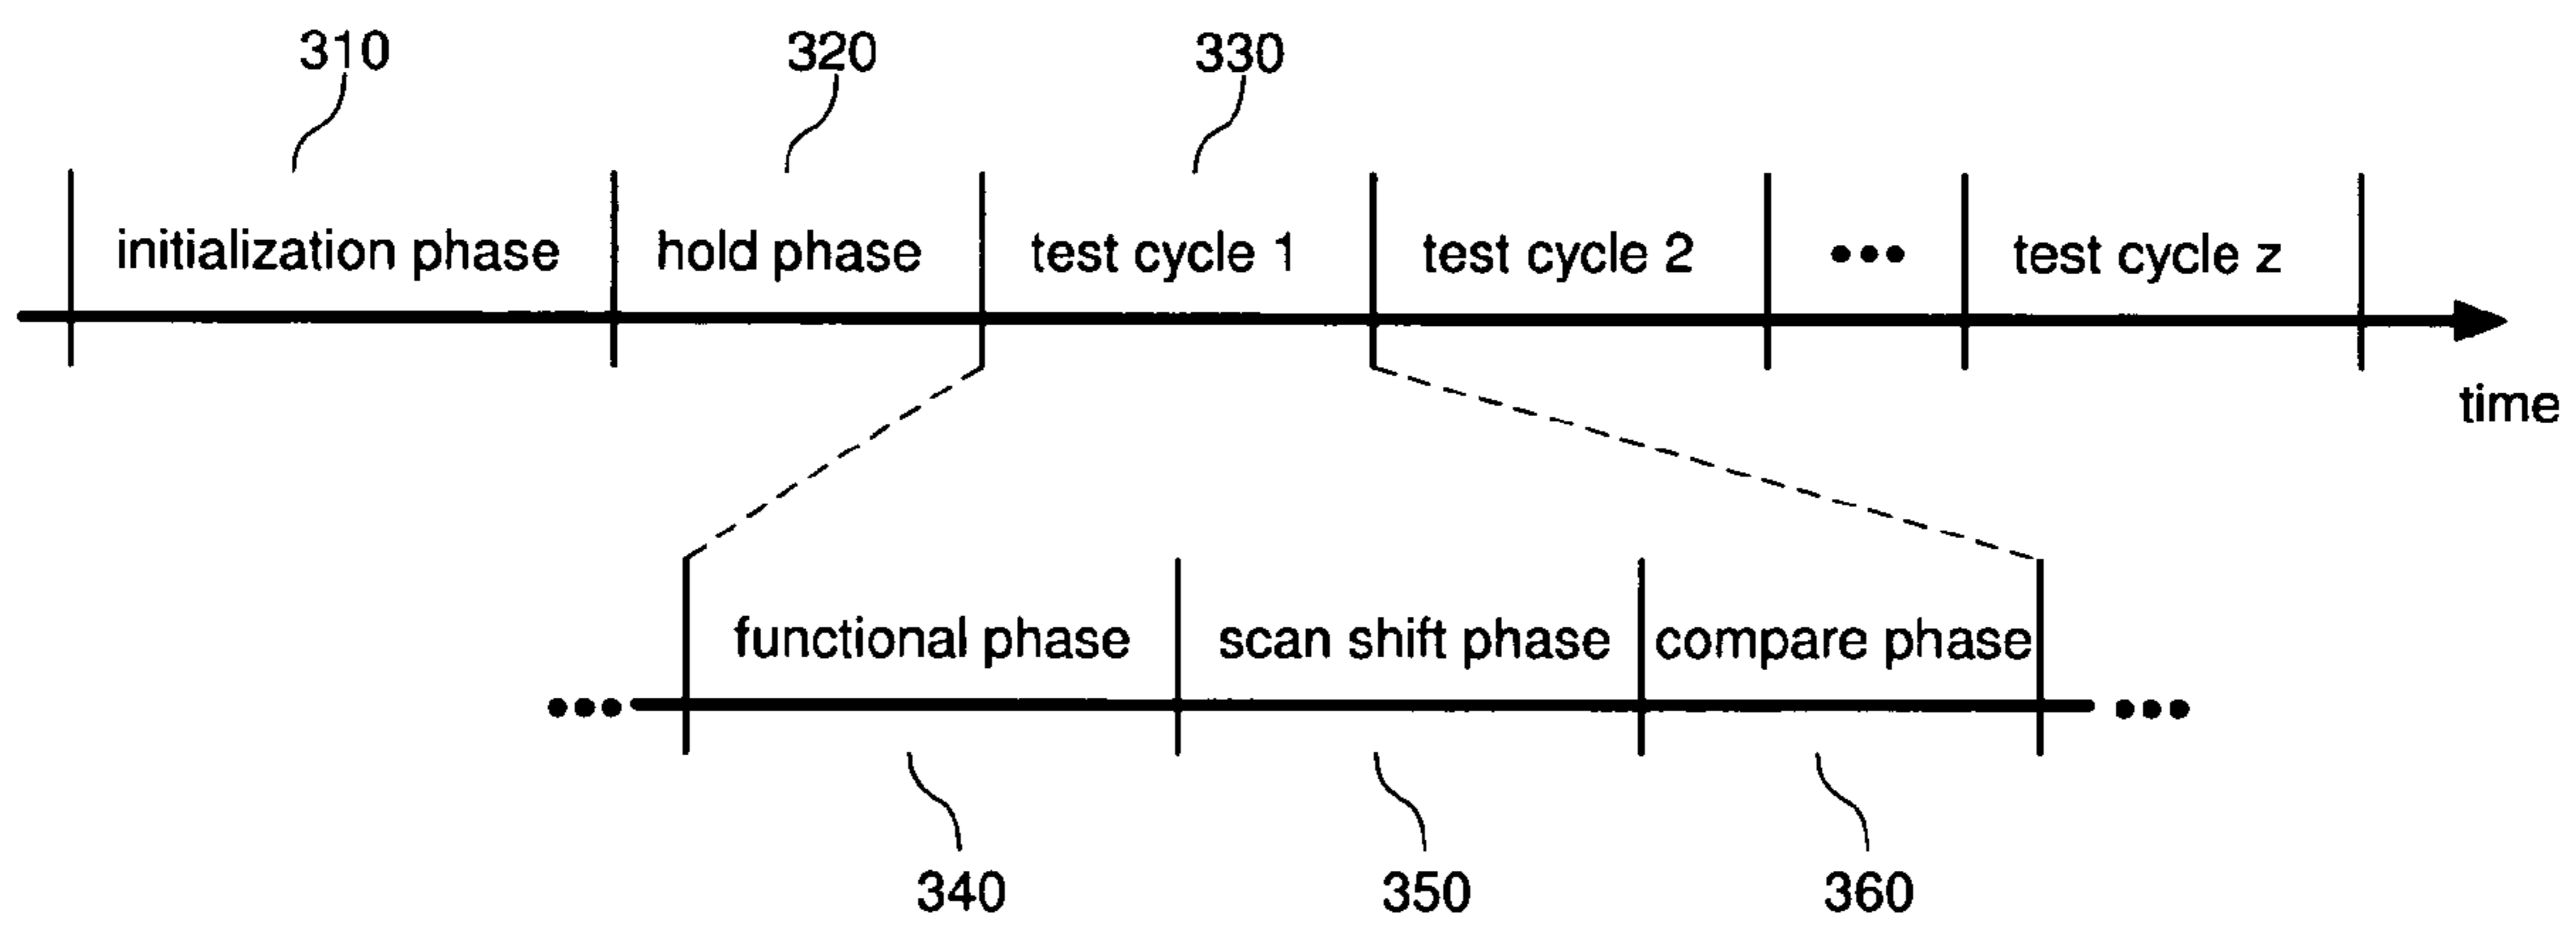 310 320 330
initialization phase hold phase test cycle 1 test cycle 2 ••• test cycle z
time
functional phase scan shift phase compare phase
••• •••
340 350 360